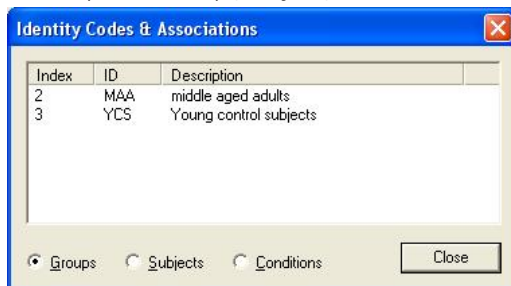 Identity Codes & Associations
Index ID Description
2 MAA middle aged adults
3 YCS Young control subjects
Groups Subjects Conditions Close